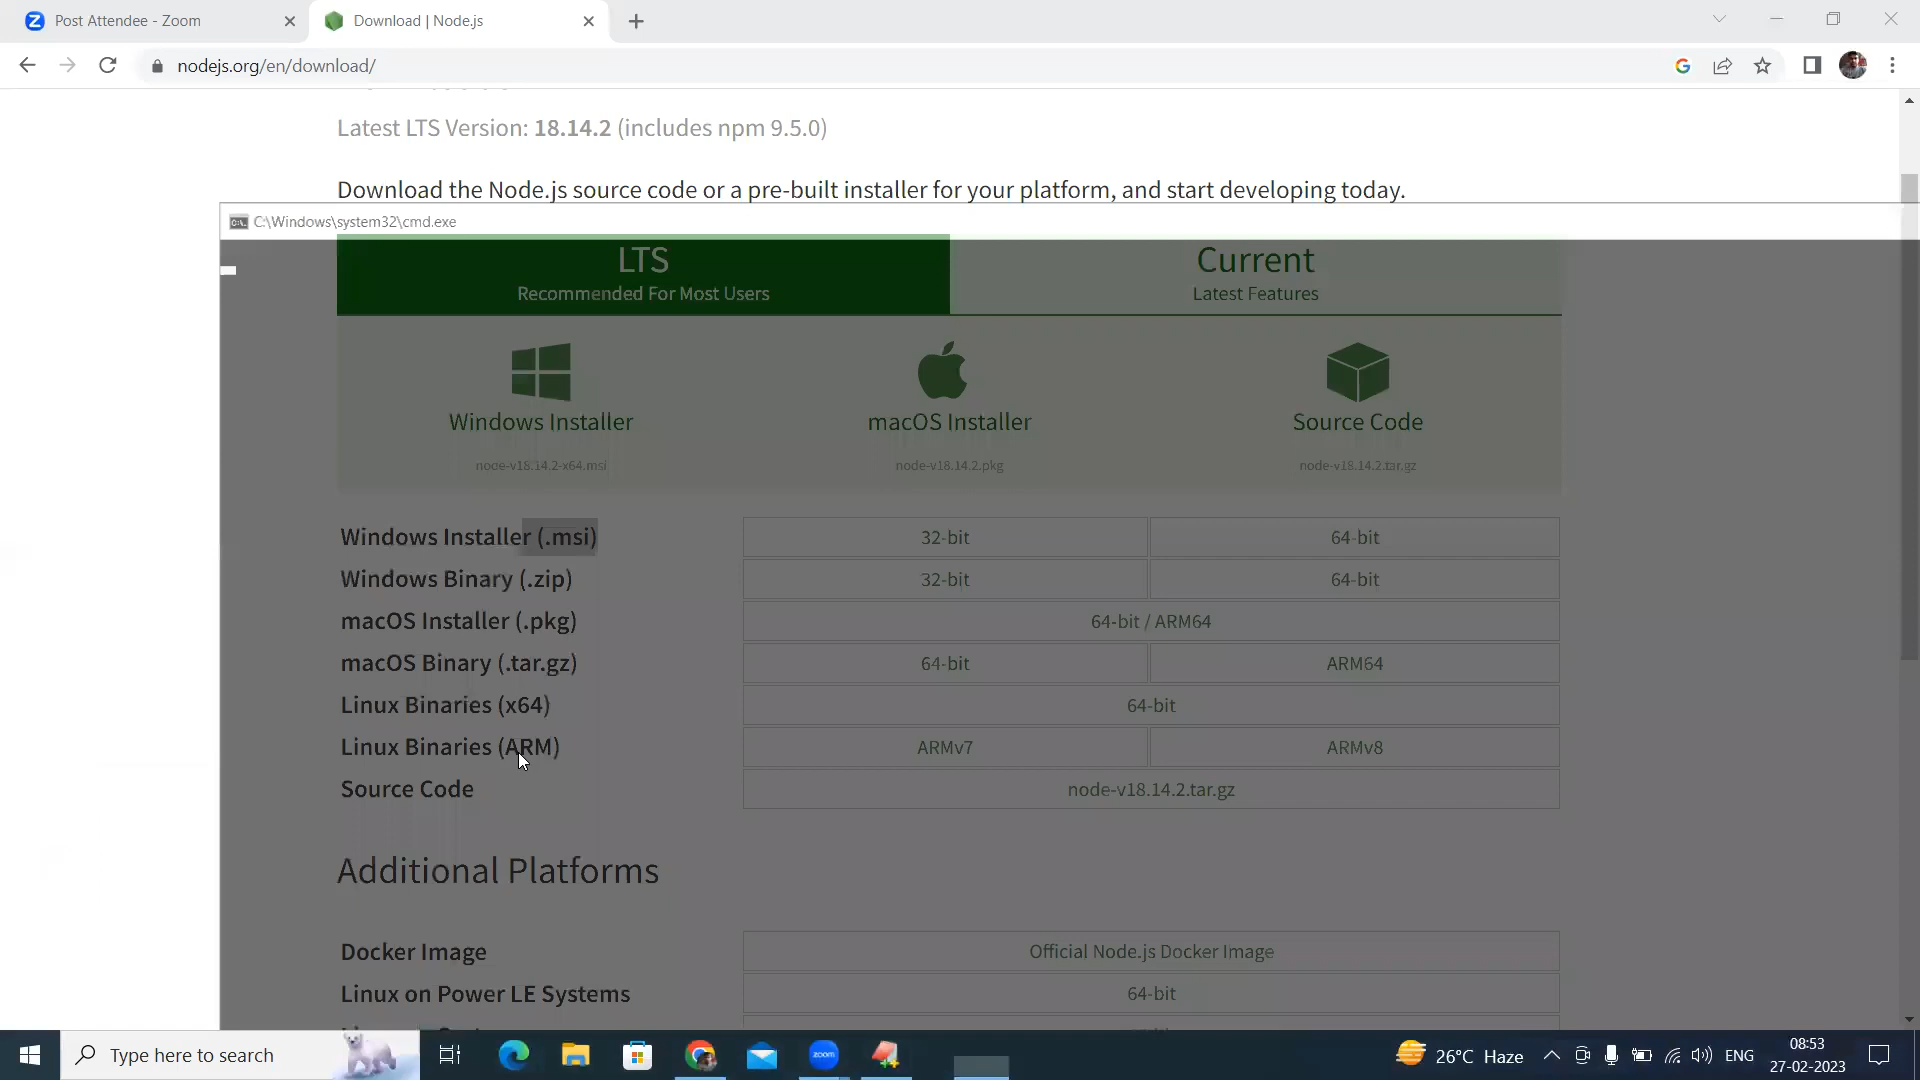 Post Attendee - Zoom
Download | Node.js
nodejs.org/en/download/
Latest LTS Version: 18.14.2 (includes npm 9.5.0)
Download the Node.js source code or a pre-built installer for your platform, and start developing today.
C:\Windows\system32\cmd.exe
LTS
Recommended For Most Users
Current
Latest Features
Windows Installer
node-v18.14.2-x64.msi
macOS Installer
node-v18.14.2.pkg
Source Code
node-v18.14.2.tar.gz
Windows Installer (.msi) 32-bit 64-bit
Windows Binary (.zip) 32-bit 64-bit
macOS Installer (.pkg) 64-bit / ARM64
macOS Binary (.tar.gz) 64-bit ARM64
Linux Binaries (x64) 64-bit
Linux Binaries (ARM) ARMv7 ARMv8
Source Code node-v18.14.2.tar.gz
Additional Platforms
Docker Image Official Node.js Docker Image
Linux on Power LE Systems 64-bit
Type here to search
zoom
26°C Haze
ENG
08:53
27-02-2023